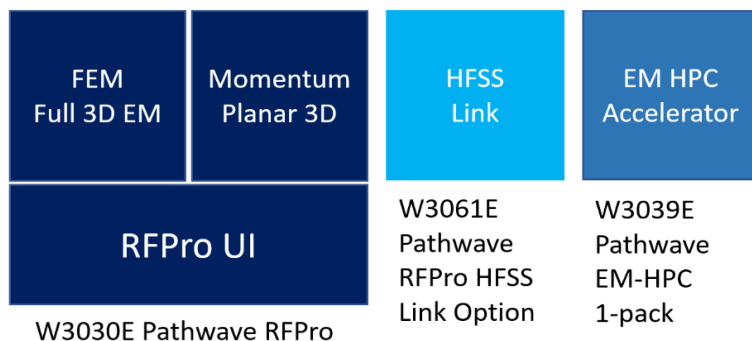 FEM
Full 3D EM
Momentum
Planar 3D
HFSS
Link
EM HPC
Accelerator
RFPro UI
W3030E Pathwave RFPro
W3061E
Pathwave
RFPro HFSS
Link Option
W3039E
Pathwave
EM-HPC
1-pack